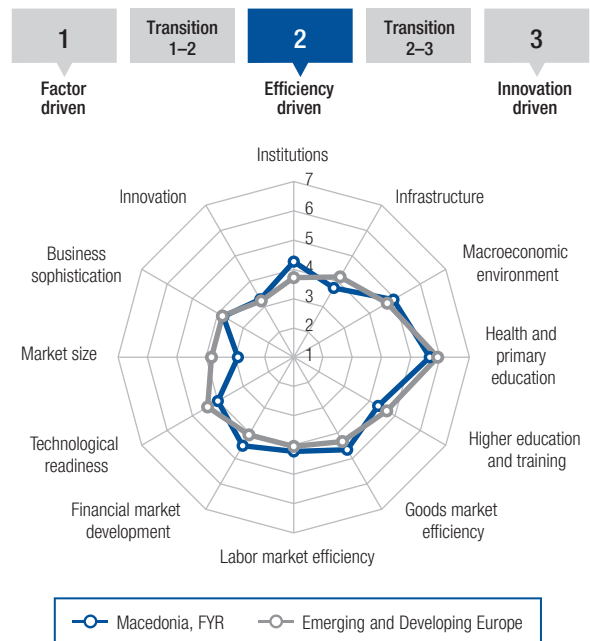 1
Transition
1–2
2
Transition
2–3
3
Factor
driven
Efficiency
driven
Innovation
driven
Institutions
7
6
5
4
3
2
1
Infrastructure
Macroeconomic
environment
Health and
primary
education
Higher education
and training
Goods market
efficiency
Labor market efficiency
Financial market
development
Technological
readiness
Market size
Business
sophistication
Innovation
Macedonia, FYR
Emerging and Developing Europe